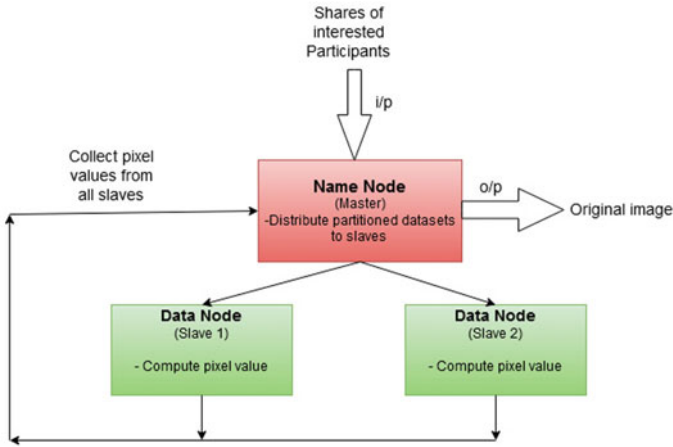 Shares of
interested
Participants
i/p
Collect pixel
values from
all slaves
Name Node
(Master)
-Distribute partitioned datasets
to slaves
o/p
Original image
Data Node
(Slave 1)
- Compute pixel value
Data Node
(Slave 2)
- Compute pixel value